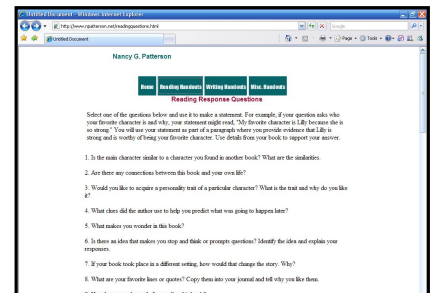 Untitled Document - Windows Internet Explorer
http://www.npatterson.net/readingquestions.html
Google
Untitled Document
Page
Tools
Nancy G. Patterson
Home Reading Handouts Writing Handouts Misc. Handouts
Reading Response Questions
Select one of the questions below and use it to make a statement. For example, if your question asks who
your favorite character is and why, your statement might read, "My favorite character is Lilly because she is
so strong." You will use your statement as part of a paragraph where you provide evidence that Lilly is
strong and is worthy of being your favorite character. Use details from your book to support your answer.
1. Is the main character similar to a character you found in another book? What are the similarities.
2. Are there any connections between this book and your own life?
3. Would you like to acquire a personality trait of a particular character? What is the trait and why do you like
it?
4. What clues did the author use to help you predict what was going to happen later?
5. What makes you wonder in this book?
6. Is there an idea that makes you stop and think or prompts questions? Identify the idea and explain your
responses.
7. If your book took place in a different setting, how would that change the story. Why?
8. What are your favorite lines or quotes? Copy them into your journal and tell why you like them.